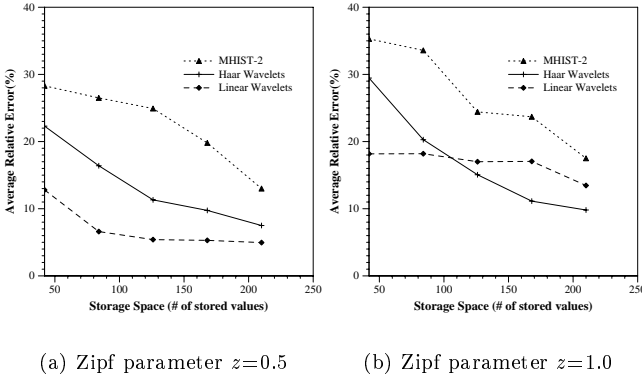 40
30
20
10
0
Average Relative Error(%)
MHIST-2
Haar Wavelets
Linear Wavelets
50 100 150 200 250
Storage Space (# of stored values)
(a) Zipf parameter z=0.5
40
30
20
10
0
Average Relative Error(%)
MHIST-2
Haar Wavelets
Linear Wavelets
50 100 150 200 250
Storage Space (# of stored values)
(b) Zipf parameter z=1.0